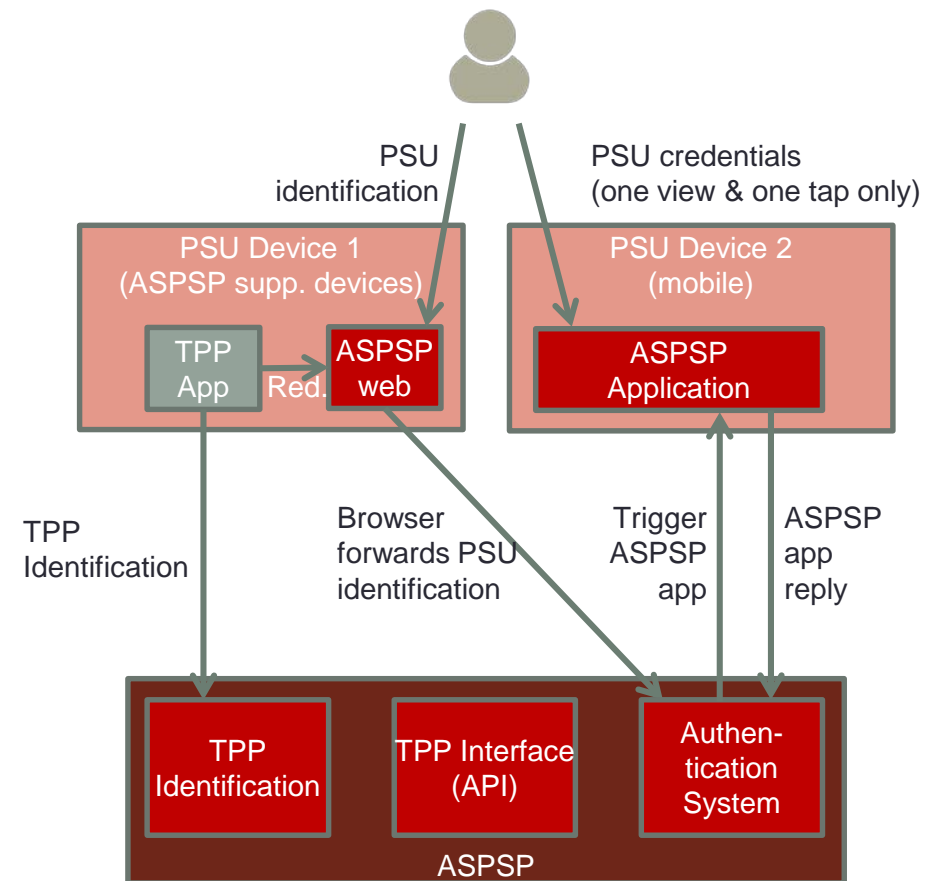 PSU
identification
PSU credentials
(one view & one tap only)
PSU Device 1
(ASPSP supp. devices)
PSU Device 2
(mobile)
TPP
App
Red.
ASPSP
web
ASPSP
Application
TPP
Identification
Browser
forwards PSU
identification
Trigger
ASPSP
app
ASPSP
app
reply
TPP
Identification
TPP Interface
(API)
Authen-
tication
System
ASPSP